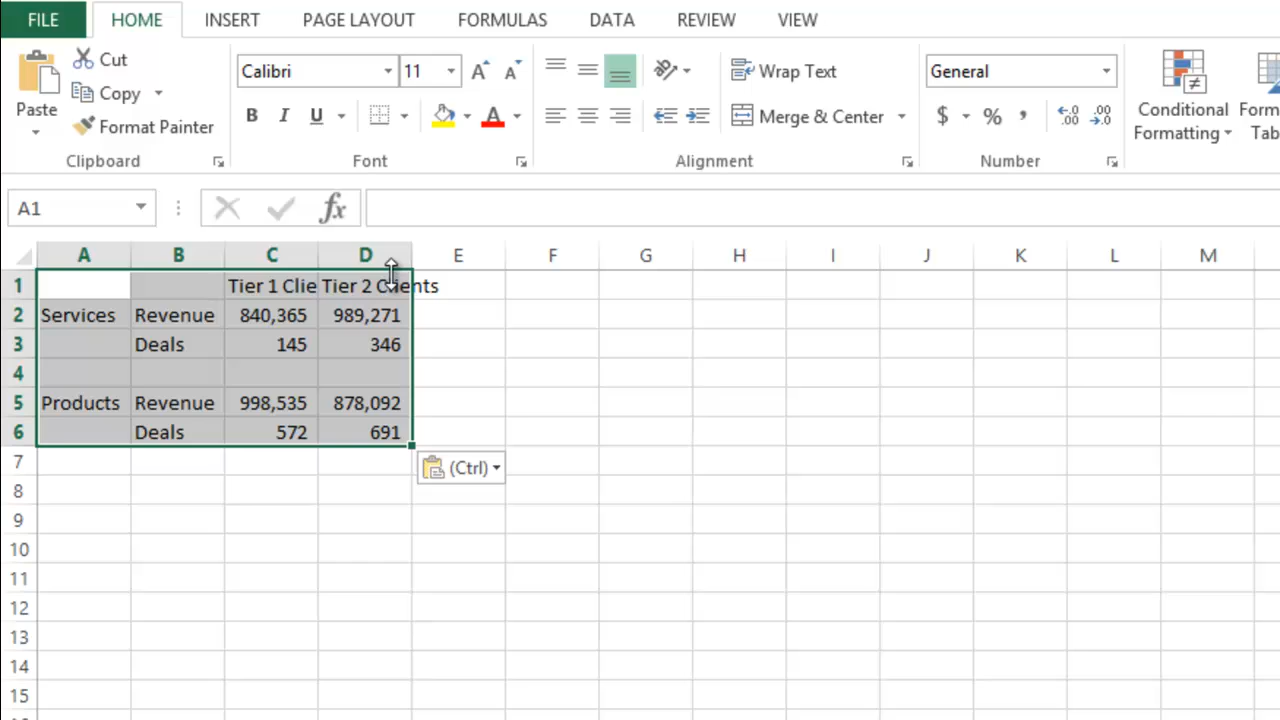 FILE HOME INSERT PAGE LAYOUT FORMULAS DATA REVIEW VIEW
Paste
Cut
Copy
Format Painter
Clipboard
Calibri 11
B I U A
Font
Wrap Text
Merge & Center
Alignment
General
$ % , .00 .00
Number
Conditional
Formatting
A1 fx
A B C D E F G H I J K L M
1 Tier 1 Clie Tier 2 Clients
2 Services Revenue 840,365 989,271
3 Deals 145 346
4
5 Products Revenue 998,535 878,092
6 Deals 572 691
7 (Ctrl)
8
9
10
11
12
13
14
15